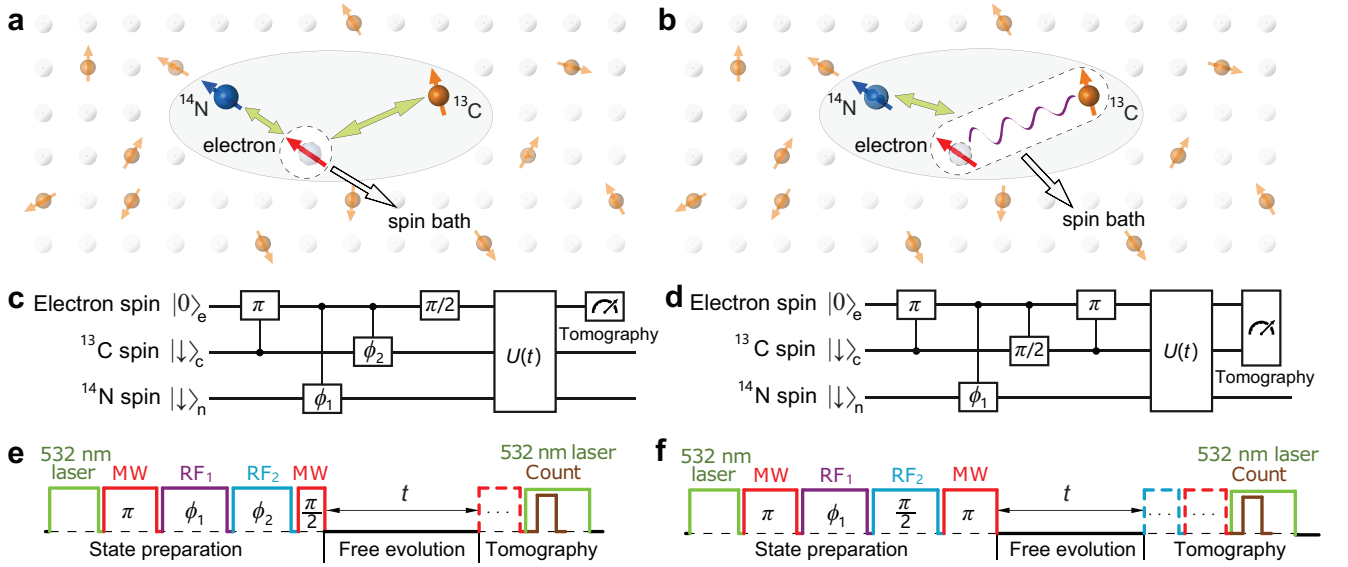 a
¹⁴N
¹³C
electron
spin bath
b
¹⁴N
¹³C
electron
spin bath
c
Electron spin |0⟩e
π
π/2
Tomography
¹³C spin |↓⟩c
ϕ₂
U(t)
¹⁴N spin |↓⟩n
ϕ₁
d
Electron spin |0⟩e
π
π
¹³C spin |↓⟩c
π/2
U(t)
Tomography
¹⁴N spin |↓⟩n
ϕ₁
e
532 nm
laser
MW
RF₁
RF₂
MW
532 nm laser
Count
π
ϕ₁
ϕ₂
π/2
t
...
State preparation
Free evolution
Tomography
f
532 nm
laser
MW
RF₁
RF₂
MW
532 nm laser
Count
π
ϕ₁
π/2
π
t
...
...
State preparation
Free evolution
Tomography